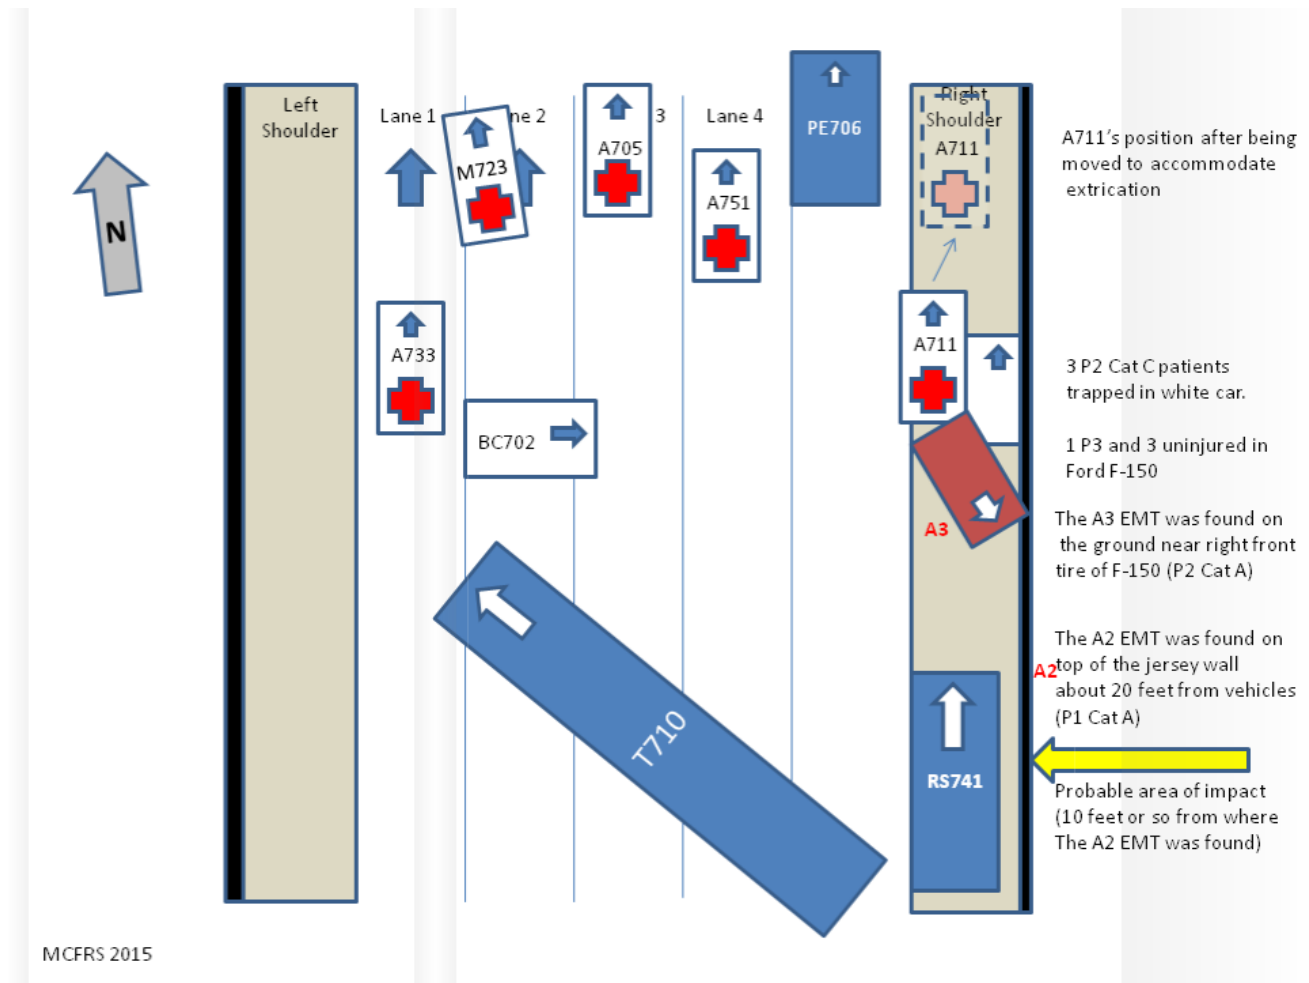 Left
Shoulder
Lane 1
ne 2
3
Lane 4
Right
Shoulder
PE706
A711
M723
A705
A751
N
A711's position after being
moved to accommodate
extrication
A733
A711
BC702
3 P2 Cat C patients
trapped in white car.
1 P3 and 3 uninjured in
Ford F-150
A3
The A3 EMT was found on
the ground near right front
tire of F-150 (P2 Cat A)
The A2 EMT was found on
top of the jersey wall
A2
about 20 feet from vehicles
(P1 Cat A)
T710
RS741
Probable area of impact
(10 feet or so from where
The A2 EMT was found)
MCFRS 2015